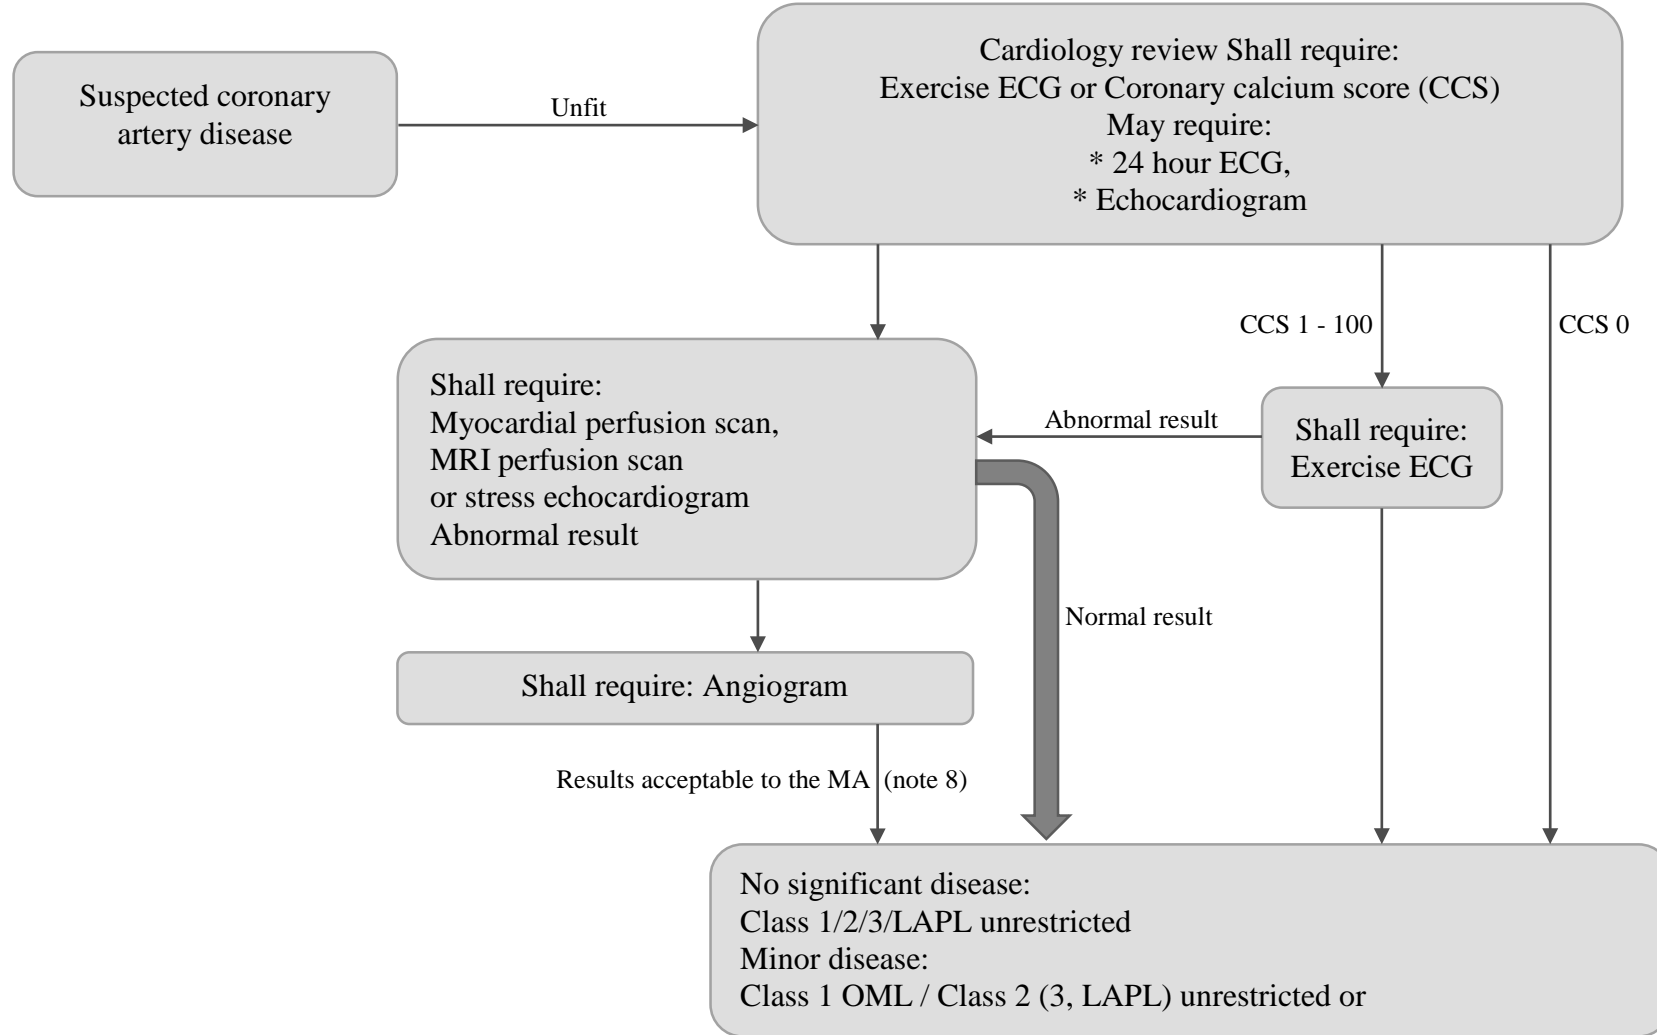 Suspected coronary
artery disease
Unfit
Cardiology review Shall require:
Exercise ECG or Coronary calcium score (CCS)
May require:
* 24 hour ECG,
* Echocardiogram
CCS 1 - 100
CCS 0
Shall require:
Myocardial perfusion scan,
MRI perfusion scan
or stress echocardiogram
Abnormal result
Abnormal result
Shall require:
Exercise ECG
Normal result
Shall require: Angiogram
Results acceptable to the MA (note 8)
No significant disease:
Class 1/2/3/LAPL unrestricted
Minor disease:
Class 1 OML / Class 2 (3, LAPL) unrestricted or